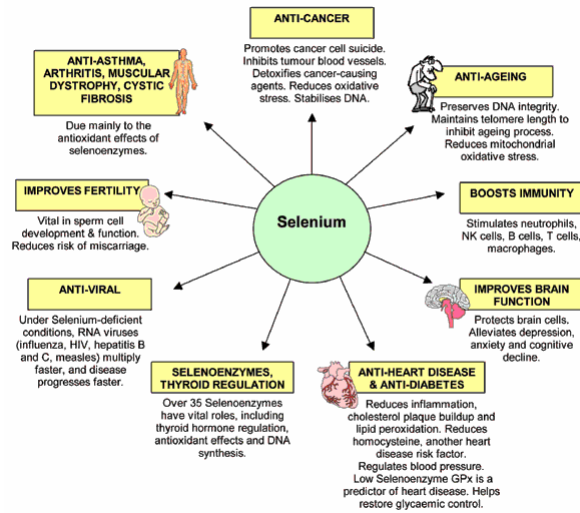 ANTI-CANCER
Promotes cancer cell suicide.
Inhibits tumour blood vessels.
Detoxifies cancer-causing
agents. Reduces oxidative
stress. Stabilises DNA.
ANTI-ASTHMA,
ARTHRITIS, MUSCULAR
DYSTROPHY, CYSTIC
FIBROSIS
Due mainly to the
antioxidant effects of
selenoenzymes.
ANTI-AGEING
Preserves DNA integrity.
Maintains telomere length to
inhibit ageing process.
Reduces mitochondrial
oxidative stress.
IMPROVES FERTILITY
Vital in sperm cell
development & function.
Reduces risk of miscarriage.
Selenium
BOOSTS IMMUNITY
Stimulates neutrophils,
NK cells, B cells, T cells,
macrophages.
ANTI-VIRAL
Under Selenium-deficient
conditions, RNA viruses
(influenza, HIV, hepatitis B
and C, measles) multiply
faster, and disease
progresses faster.
IMPROVES BRAIN
FUNCTION
Protects brain cells.
Alleviates depression,
anxiety and cognitive
decline.
SELENOENZYMES,
THYROID REGULATION
Over 35 Selenoenzymes
have vital roles, including
thyroid hormone regulation,
antioxidant effects and DNA
synthesis.
ANTI-HEART DISEASE
& ANTI-DIABETES
Reduces inflammation,
cholesterol plaque buildup and
lipid peroxidation. Reduces
homocysteine, another heart
disease risk factor.
Regulates blood pressure.
Low Selenoenzyme GPx is a
predictor of heart disease. Helps
restore glycaemic control.